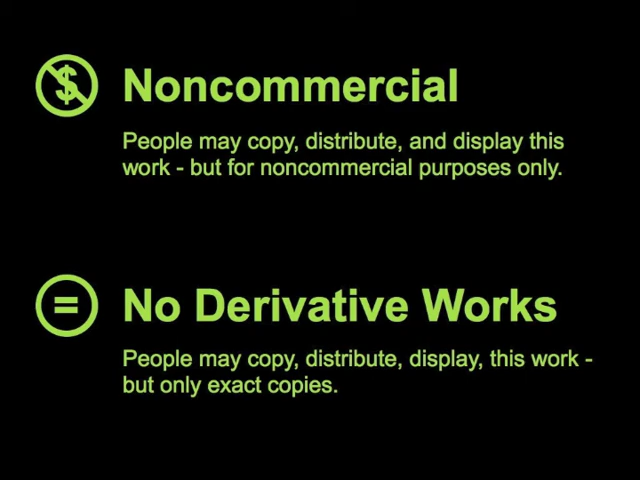 Noncommercial
People may copy, distribute, and display this
work - but for noncommercial purposes only.
No Derivative Works
People may copy, distribute, display, this work -
but only exact copies.